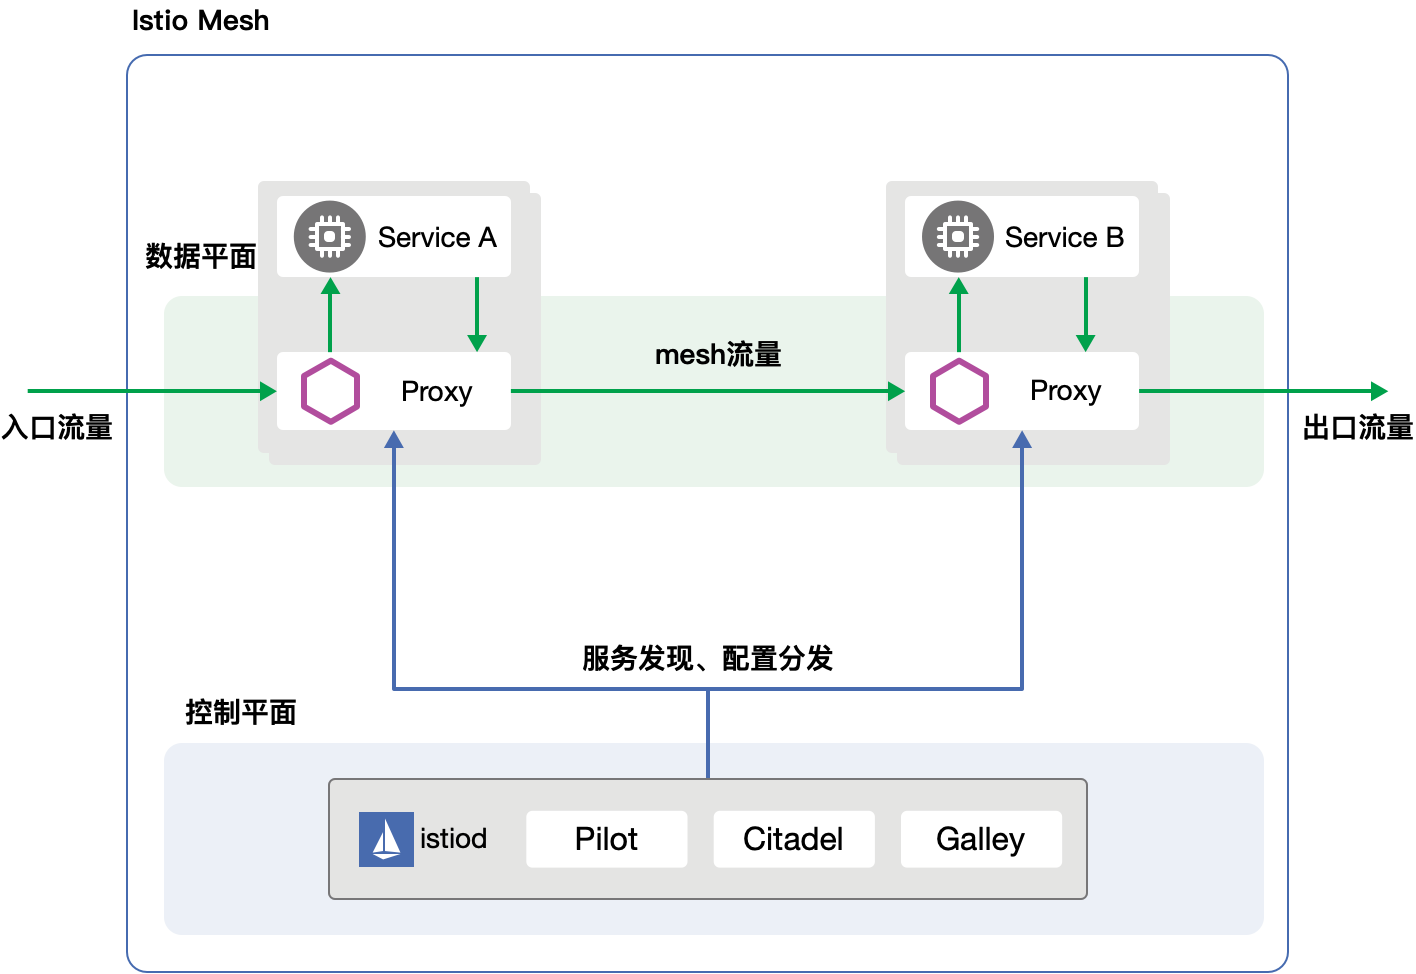 Istio Mesh
数据平面
Service A
Service B
mesh流量
Proxy
Proxy
入口流量
出口流量
服务发现、配置分发
控制平面
istiod
Pilot
Citadel
Galley